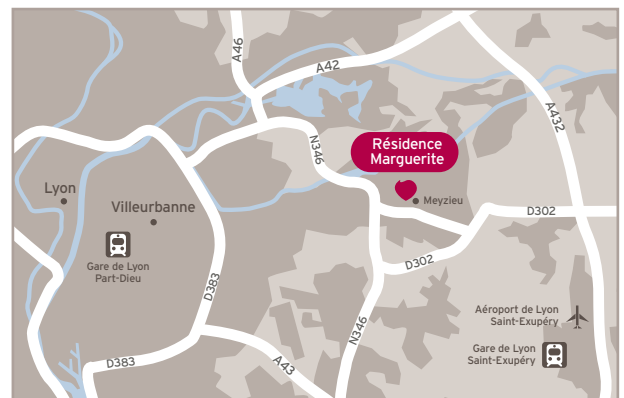 A46
A42
A432
N346
Résidence
Marguerite
Lyon
Meyzieu
Villeurbanne
D302
Gare de Lyon
Part-Dieu
D302
D383
Aéroport de Lyon
Saint-Exupéry
N346
Gare de Lyon
Saint-Exupéry
D383
A43